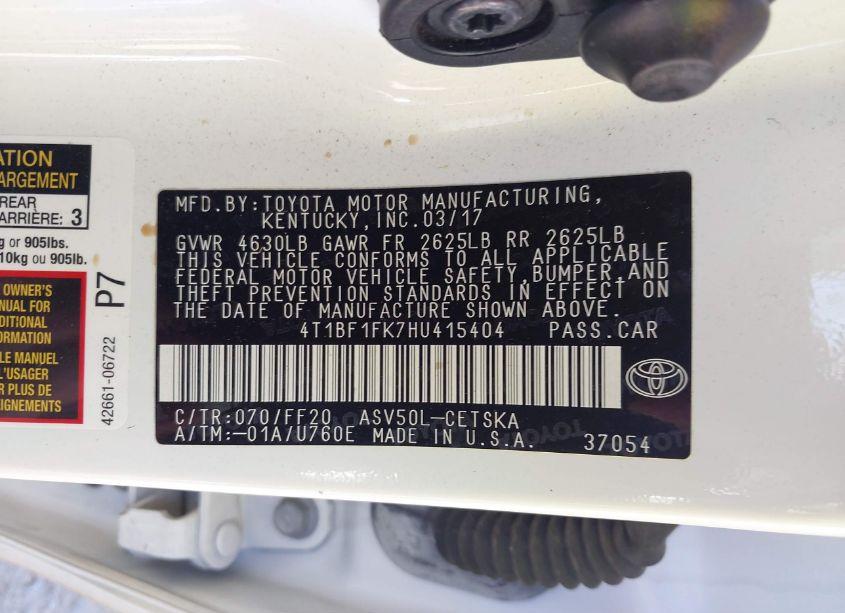 ATION
ARGEMENT
REAR
ARRIÈRE: 3
g or 905lbs.
10kg ou 905lb.
OWNER'S
NUAL FOR
DITIONAL
ORMATION
LE MANUEL
L'USAGER
R PLUS DE
EIGNEMENTS
P7
42661-06722
MFD.BY:TOYOTA MOTOR MANUFACTURING,
KENTUCKY,INC.03/17
GVWR 4630LB GAWR FR 2625LB RR 2625LB
THIS VEHICLE CONFORMS TO ALL APPLICABLE
FEDERAL MOTOR VEHICLE SAFETY,BUMPER,AND
THEFT PREVENTION STANDARDS IN EFFECT ON
THE DATE OF MANUFACTURE SHOWN ABOVE.
4T1BF1FK7HU415404 PASS.CAR
C/TR:070/FF20 ASV50L-CETSKA
A/TM:-01A/U760E MADE IN U.S.A.
37054